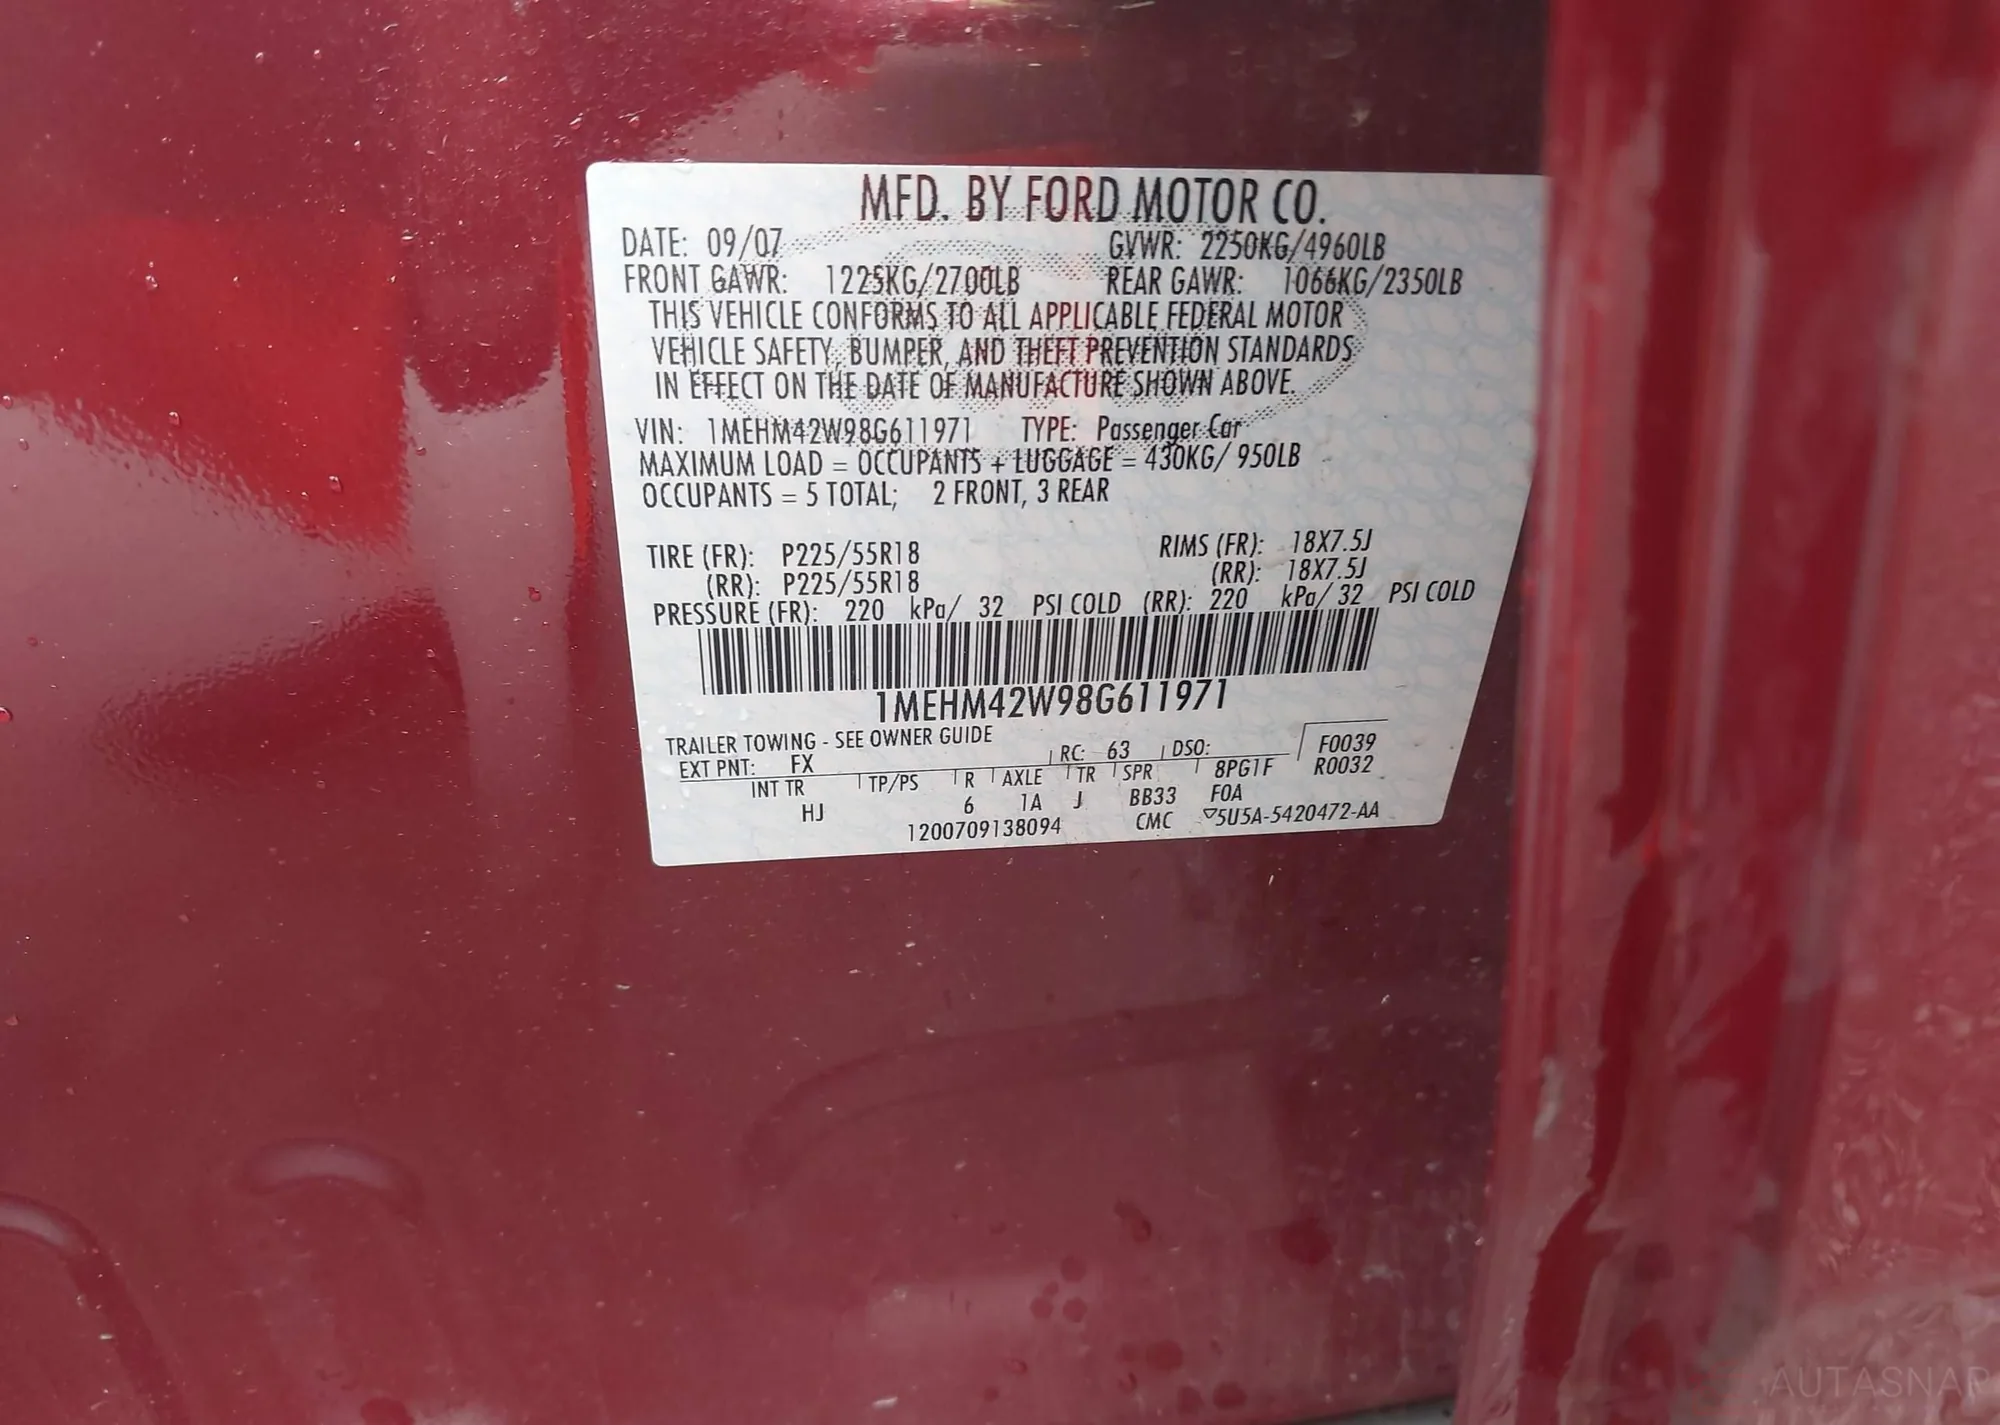 MFD. BY FORD MOTOR CO.
DATE: 09/07 GVWR: 2250KG/4960LB
FRONT GAWR: 1225KG/2700LB REAR GAWR: 1066KG/2350LB
THIS VEHICLE CONFORMS TO ALL APPLICABLE FEDERAL MOTOR
VEHICLE SAFETY, BUMPER, AND THEFT PREVENTION STANDARDS
IN EFFECT ON THE DATE OF MANUFACTURE SHOWN ABOVE.
VIN: 1MEHM42W98G611971 TYPE: Passenger Car
MAXIMUM LOAD = OCCUPANTS + LUGGAGE = 430KG/ 950LB
OCCUPANTS = 5 TOTAL; 2 FRONT, 3 REAR
TIRE (FR): P225/55R18 RIMS (FR): 18X7.5J
(RR): P225/55R18 (RR): 18X7.5J
PRESSURE (FR): 220 kPa/ 32 PSI COLD (RR): 220 kPa/ 32 PSI COLD
1MEHM42W98G611971
TRAILER TOWING - SEE OWNER GUIDE
EXT PNT: FX RC: 63 DSO: F0039
INT TR TP/PS R AXLE TR SPR 8PG1F R0032
HJ 6 1A J BB33 F0A
1200709138094 CMC ▽5U5A-5420472-AA
AUTASNAP